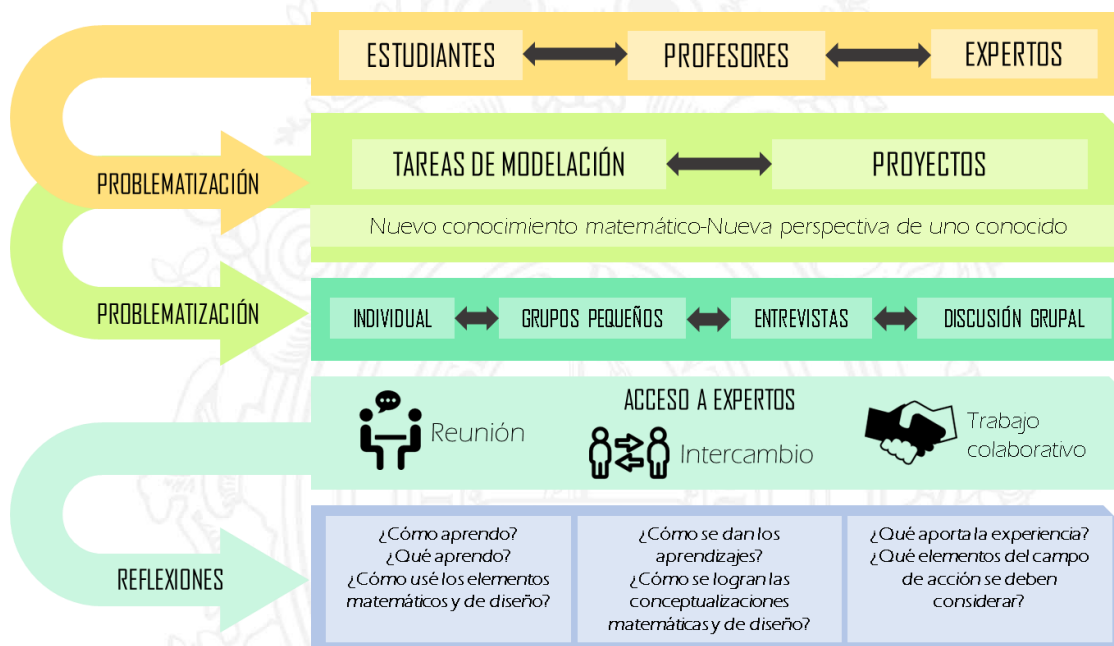 ESTUDIANTES
PROFESORES
EXPERTOS
PROBLEMATIZACIÓN
TAREAS DE MODELACIÓN
PROYECTOS
Nuevo conocimiento matemático-Nueva perspectiva de uno conocido
PROBLEMATIZACIÓN
INDIVIDUAL
GRUPOS PEQUEÑOS
ENTREVISTAS
DISCUSIÓN GRUPAL
ACCESO A EXPERTOS
Reunión
Intercambio
Trabajo
colaborativo
REFLEXIONES
¿Cómo aprendo?
¿Qué aprendo?
¿Cómo usé los elementos
matemáticos y de diseño?
¿Cómo se dan los
aprendizajes?
¿Cómo se logran las
conceptualizaciones
matemáticas y de diseño?
¿Qué aporta la experiencia?
¿Qué elementos del campo
de acción se deben
considerar?